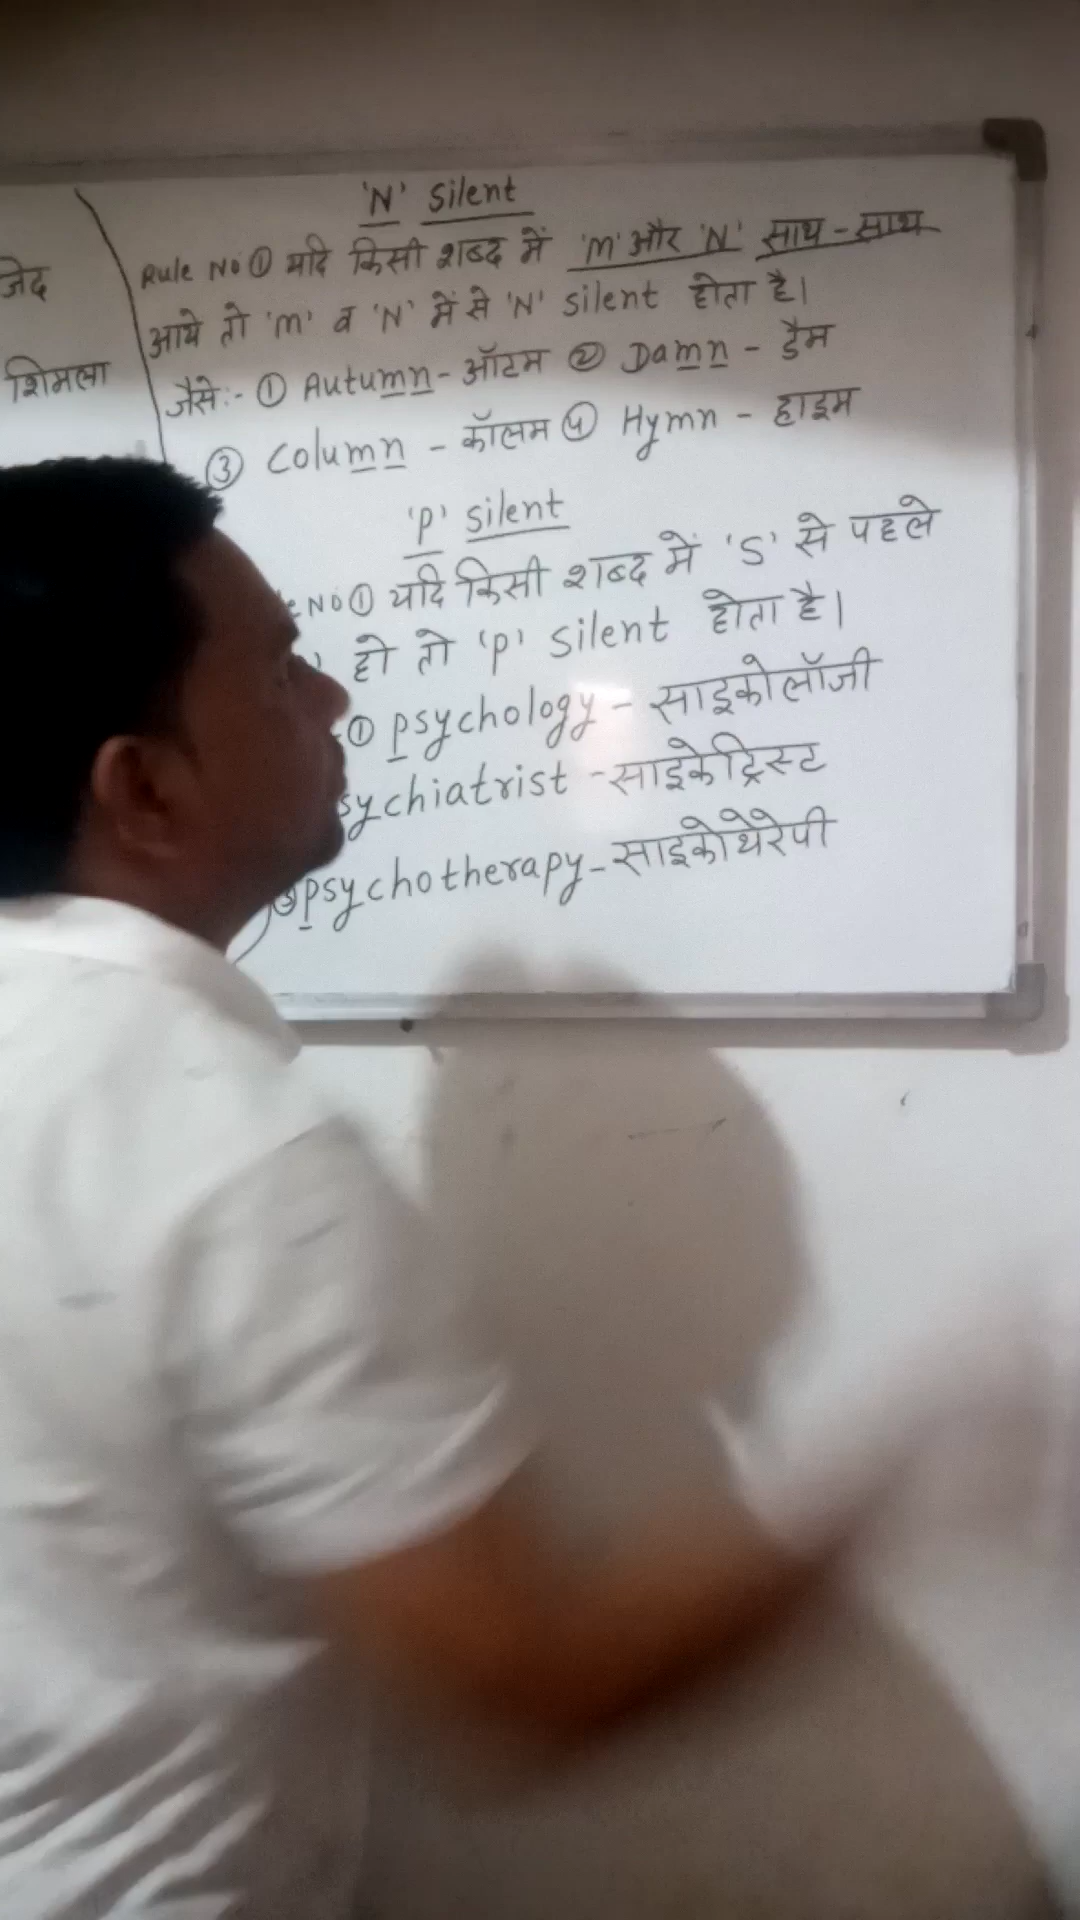 जेद
शिमला
'N' Silent
Rule No ① यदि किसी शब्द में 'm' और 'N' साथ-साथ
आये तो 'm' व 'N' में से 'N' silent होता है।
जैसे:- ① Autumn - ऑटम ② Damn - डैम
③ Column - कॉलम ④ Hymn - हाइम
'P' Silent
No ① यदि किसी शब्द में 'S' से पहले
हो तो 'P' silent होता है।
① psychology - साइकोलॉजी
sychiatrist - साइकेट्रिस्ट
③ psychotherapy - साइकोथेरेपी